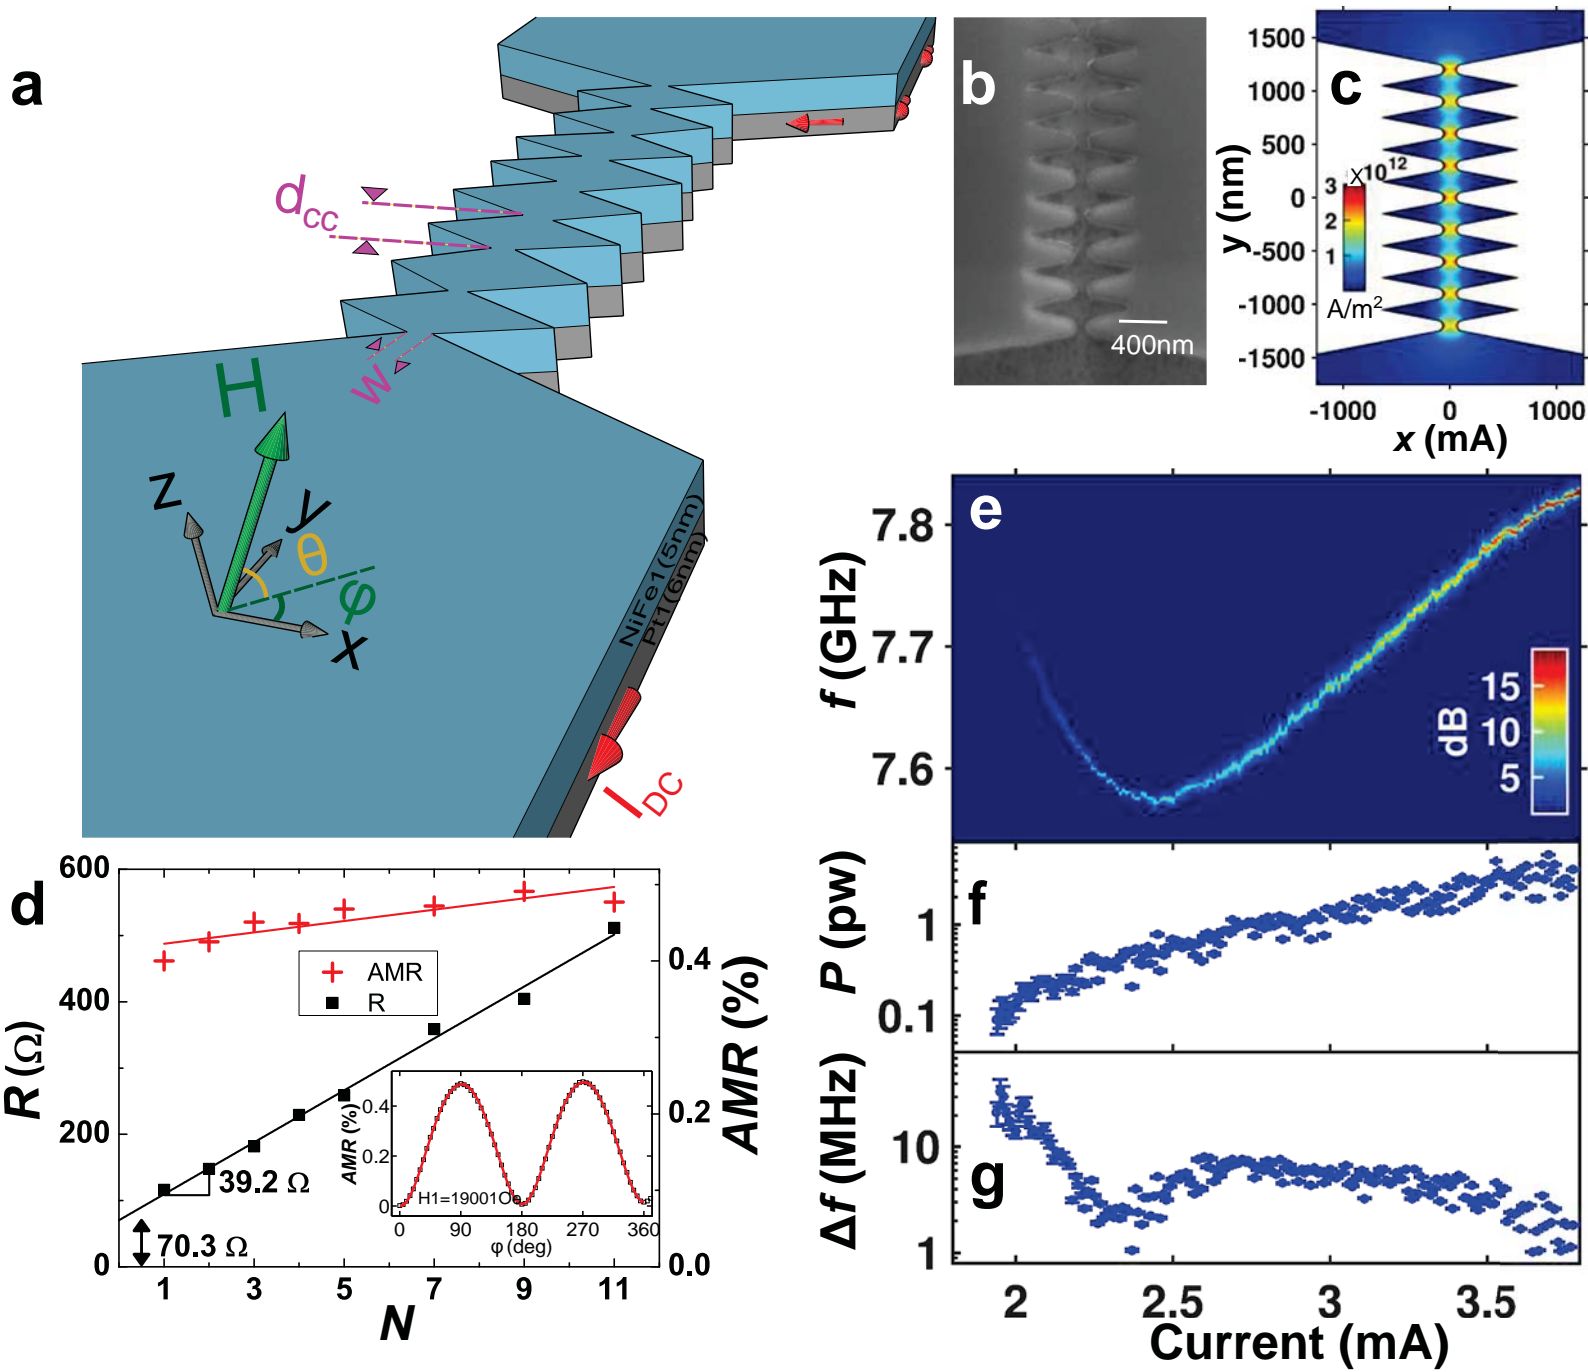 a
d_cc
w
H
z
y
θ
φ
x
NiFe1(5nm)
Pt1(6nm)
I_DC
b
400nm
c
1500
1000
500
0
-500
-1000
-1500
y (nm)
3 X10^12
2
1
A/m²
-1000 0 1000
x (mA)
d
600
400
200
0
R (Ω)
AMR
R
39.2 Ω
70.3 Ω
0.4
0.2
0.0
AMR (%)
1 2 3 4 5 7 9 11
N
0.4
0.2
0
AMR (%)
H1=19001Oe
0 90 180 270 360
φ (deg)
e
7.8
7.7
7.6
f (GHz)
dB
15
10
5
f
1
0.1
P (pw)
g
10
1
Δf (MHz)
2 2.5 3 3.5
Current (mA)